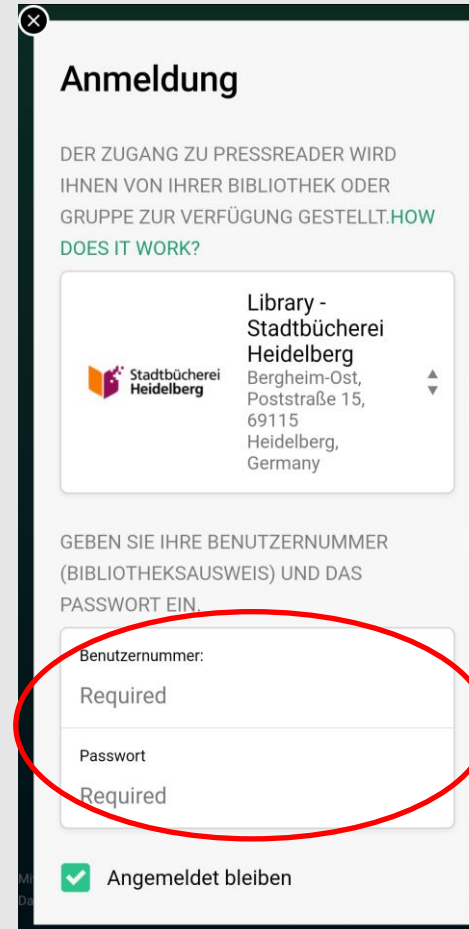 Anmeldung
DER ZUGANG ZU PRESSREADER WIRD
IHNEN VON IHRER BIBLIOTHEK ODER
GRUPPE ZUR VERFÜGUNG GESTELLT.HOW
DOES IT WORK?
Stadtbücherei
Heidelberg
Library -
Stadtbücherei
Heidelberg
Bergheim-Ost,
Poststraße 15,
69115
Heidelberg,
Germany
GEBEN SIE IHRE BENUTZERNUMMER
(BIBLIOTHEKSAUSWEIS) UND DAS
PASSWORT EIN.
Benutzernummer:
Required
Passwort
Required
Angemeldet bleiben